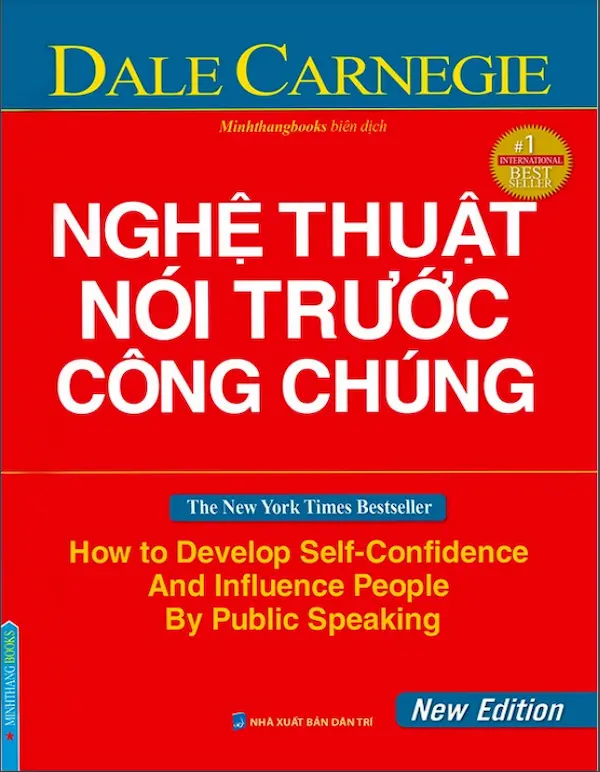 DALE CARNEGIE
Minhthangbooks biên dịch
#1
INTERNATIONAL
BEST
SELLER
NGHỆ THUẬT
NÓI TRƯỚC
CÔNG CHÚNG
The New York Times Bestseller
How to Develop Self-Confidence
And Influence People
By Public Speaking
MINHTHANG BOOKS
New Edition
NHÀ XUẤT BẢN DÂN TRÍ